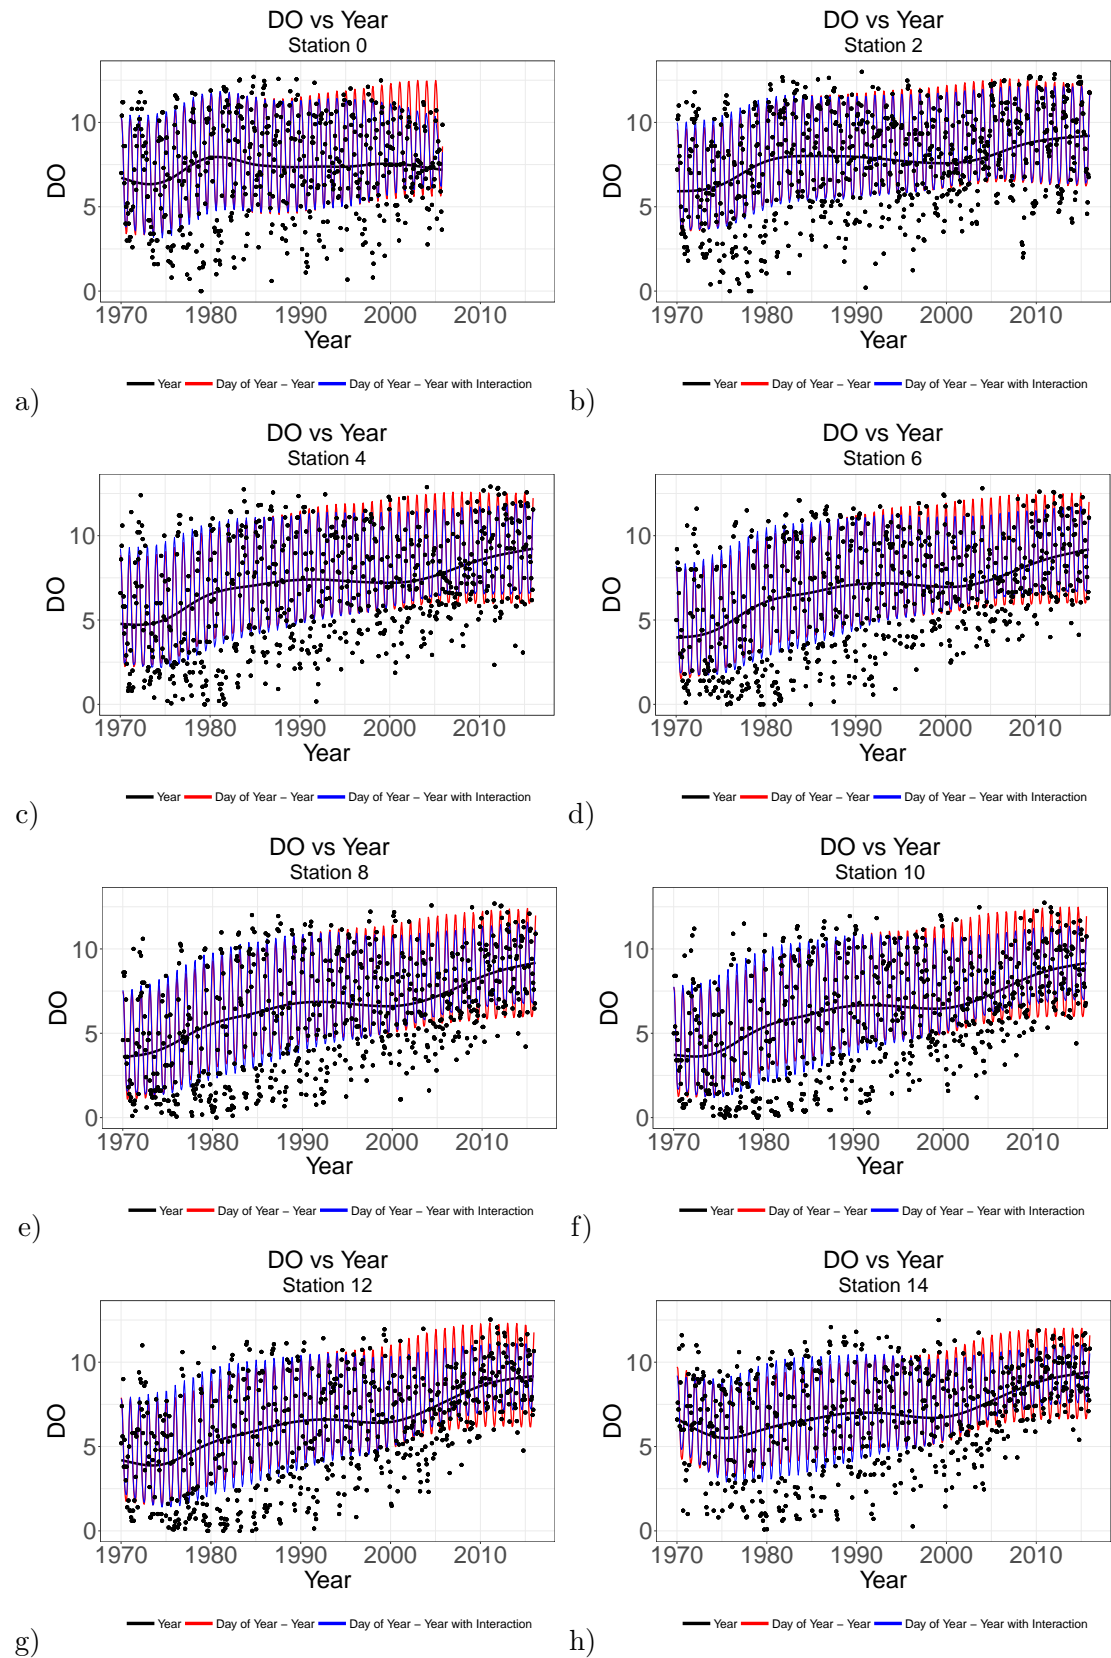 DO vs Year
Station 0
DO
10
5
0
1970 1980 1990 2000 2010
Year
Year Day of Year − Year Day of Year − Year with Interaction
a)
DO vs Year
Station 2
DO
10
5
0
1970 1980 1990 2000 2010
Year
Year Day of Year − Year Day of Year − Year with Interaction
b)
DO vs Year
Station 4
DO
10
5
0
1970 1980 1990 2000 2010
Year
Year Day of Year − Year Day of Year − Year with Interaction
c)
DO vs Year
Station 6
DO
10
5
0
1970 1980 1990 2000 2010
Year
Year Day of Year − Year Day of Year − Year with Interaction
d)
DO vs Year
Station 8
DO
10
5
0
1970 1980 1990 2000 2010
Year
Year Day of Year − Year Day of Year − Year with Interaction
e)
DO vs Year
Station 10
DO
10
5
0
1970 1980 1990 2000 2010
Year
Year Day of Year − Year Day of Year − Year with Interaction
f)
DO vs Year
Station 12
DO
10
5
0
1970 1980 1990 2000 2010
Year
Year Day of Year − Year Day of Year − Year with Interaction
g)
DO vs Year
Station 14
DO
10
5
0
1970 1980 1990 2000 2010
Year
Year Day of Year − Year Day of Year − Year with Interaction
h)